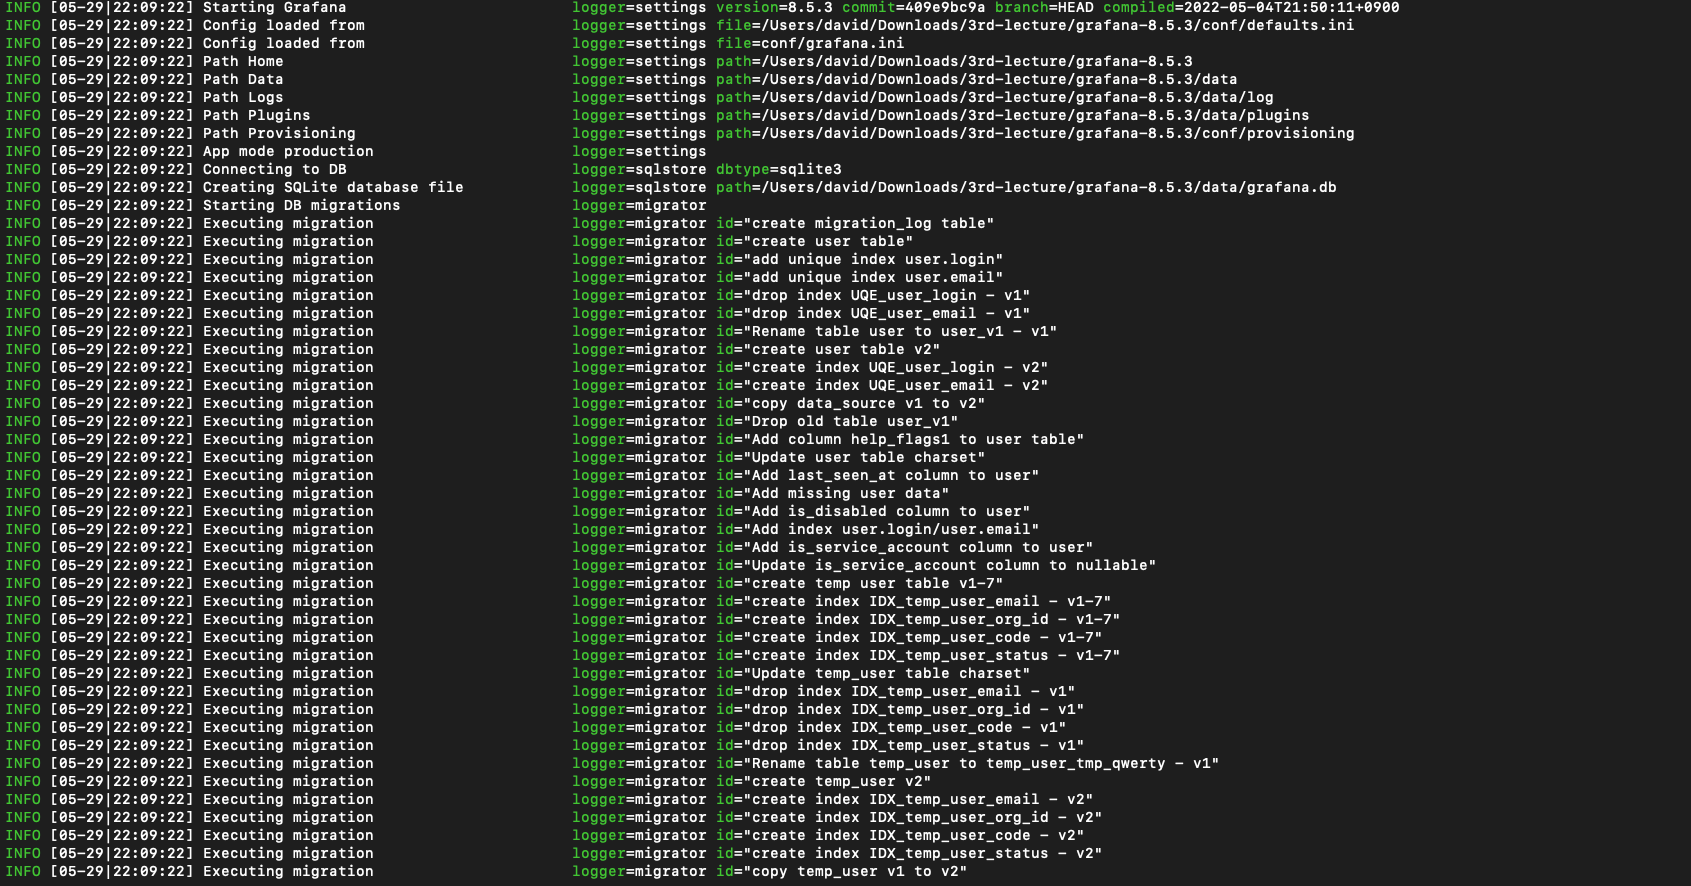 INFO [05-29|22:09:22] Starting Grafana                         logger=settings version=8.5.3 commit=409e9bc9a branch=HEAD compiled=2022-05-04T21:50:11+0900
INFO [05-29|22:09:22] Config loaded from                       logger=settings file=/Users/david/Downloads/3rd-lecture/grafana-8.5.3/conf/defaults.ini
INFO [05-29|22:09:22] Config loaded from                       logger=settings file=conf/grafana.ini
INFO [05-29|22:09:22] Path Home                                logger=settings path=/Users/david/Downloads/3rd-lecture/grafana-8.5.3
INFO [05-29|22:09:22] Path Data                                logger=settings path=/Users/david/Downloads/3rd-lecture/grafana-8.5.3/data
INFO [05-29|22:09:22] Path Logs                                logger=settings path=/Users/david/Downloads/3rd-lecture/grafana-8.5.3/data/log
INFO [05-29|22:09:22] Path Plugins                             logger=settings path=/Users/david/Downloads/3rd-lecture/grafana-8.5.3/data/plugins
INFO [05-29|22:09:22] Path Provisioning                        logger=settings path=/Users/david/Downloads/3rd-lecture/grafana-8.5.3/conf/provisioning
INFO [05-29|22:09:22] App mode production                      logger=settings
INFO [05-29|22:09:22] Connecting to DB                         logger=sqlstore dbtype=sqlite3
INFO [05-29|22:09:22] Creating SQLite database file            logger=sqlstore path=/Users/david/Downloads/3rd-lecture/grafana-8.5.3/data/grafana.db
INFO [05-29|22:09:22] Starting DB migrations                   logger=migrator
INFO [05-29|22:09:22] Executing migration                      logger=migrator id="create migration_log table"
INFO [05-29|22:09:22] Executing migration                      logger=migrator id="create user table"
INFO [05-29|22:09:22] Executing migration                      logger=migrator id="add unique index user.login"
INFO [05-29|22:09:22] Executing migration                      logger=migrator id="add unique index user.email"
INFO [05-29|22:09:22] Executing migration                      logger=migrator id="drop index UQE_user_login - v1"
INFO [05-29|22:09:22] Executing migration                      logger=migrator id="drop index UQE_user_email - v1"
INFO [05-29|22:09:22] Executing migration                      logger=migrator id="Rename table user to user_v1 - v1"
INFO [05-29|22:09:22] Executing migration                      logger=migrator id="create user table v2"
INFO [05-29|22:09:22] Executing migration                      logger=migrator id="create index UQE_user_login - v2"
INFO [05-29|22:09:22] Executing migration                      logger=migrator id="create index UQE_user_email - v2"
INFO [05-29|22:09:22] Executing migration                      logger=migrator id="copy data_source v1 to v2"
INFO [05-29|22:09:22] Executing migration                      logger=migrator id="Drop old table user_v1"
INFO [05-29|22:09:22] Executing migration                      logger=migrator id="Add column help_flags1 to user table"
INFO [05-29|22:09:22] Executing migration                      logger=migrator id="Update user table charset"
INFO [05-29|22:09:22] Executing migration                      logger=migrator id="Add last_seen_at column to user"
INFO [05-29|22:09:22] Executing migration                      logger=migrator id="Add missing user data"
INFO [05-29|22:09:22] Executing migration                      logger=migrator id="Add is_disabled column to user"
INFO [05-29|22:09:22] Executing migration                      logger=migrator id="Add index user.login/user.email"
INFO [05-29|22:09:22] Executing migration                      logger=migrator id="Add is_service_account column to user"
INFO [05-29|22:09:22] Executing migration                      logger=migrator id="Update is_service_account column to nullable"
INFO [05-29|22:09:22] Executing migration                      logger=migrator id="create temp user table v1-7"
INFO [05-29|22:09:22] Executing migration                      logger=migrator id="create index IDX_temp_user_email - v1-7"
INFO [05-29|22:09:22] Executing migration                      logger=migrator id="create index IDX_temp_user_org_id - v1-7"
INFO [05-29|22:09:22] Executing migration                      logger=migrator id="create index IDX_temp_user_code - v1-7"
INFO [05-29|22:09:22] Executing migration                      logger=migrator id="create index IDX_temp_user_status - v1-7"
INFO [05-29|22:09:22] Executing migration                      logger=migrator id="Update temp_user table charset"
INFO [05-29|22:09:22] Executing migration                      logger=migrator id="drop index IDX_temp_user_email - v1"
INFO [05-29|22:09:22] Executing migration                      logger=migrator id="drop index IDX_temp_user_org_id - v1"
INFO [05-29|22:09:22] Executing migration                      logger=migrator id="drop index IDX_temp_user_code - v1"
INFO [05-29|22:09:22] Executing migration                      logger=migrator id="drop index IDX_temp_user_status - v1"
INFO [05-29|22:09:22] Executing migration                      logger=migrator id="Rename table temp_user to temp_user_tmp_qwerty - v1"
INFO [05-29|22:09:22] Executing migration                      logger=migrator id="create temp_user v2"
INFO [05-29|22:09:22] Executing migration                      logger=migrator id="create index IDX_temp_user_email - v2"
INFO [05-29|22:09:22] Executing migration                      logger=migrator id="create index IDX_temp_user_org_id - v2"
INFO [05-29|22:09:22] Executing migration                      logger=migrator id="create index IDX_temp_user_code - v2"
INFO [05-29|22:09:22] Executing migration                      logger=migrator id="create index IDX_temp_user_status - v2"
INFO [05-29|22:09:22] Executing migration                      logger=migrator id="copy temp_user v1 to v2"